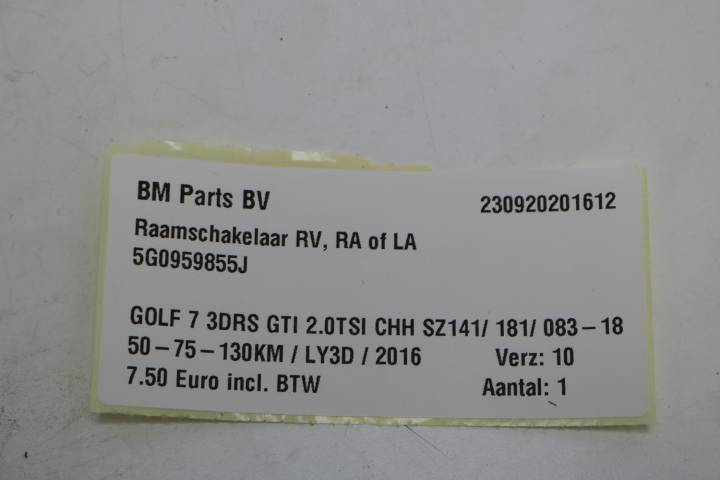 BM Parts BV 230920201612
Raamschakelaar RV, RA of LA
5G0959855J
GOLF 7 3DRS GTI 2.0TSI CHH SZ141/ 181/ 083-18
50-75-130KM / LY3D / 2016 Verz: 10
7.50 Euro incl. BTW Aantal: 1